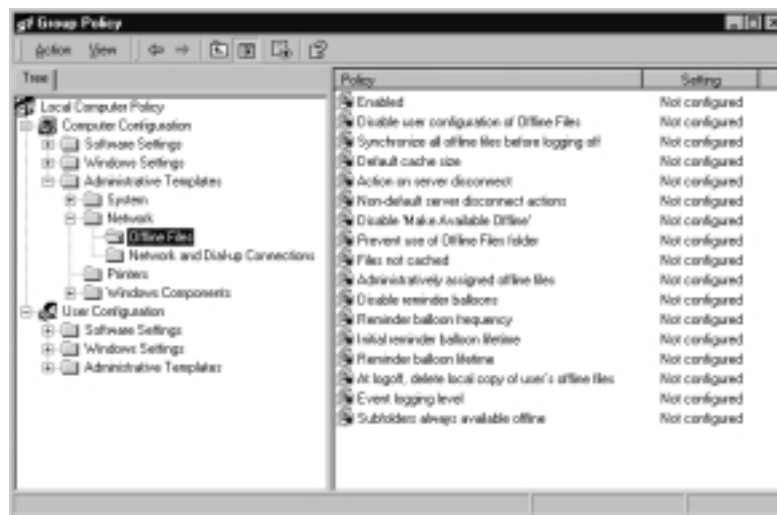 Group Policy
Action View
Tree
Local Computer Policy
Computer Configuration
Software Settings
Windows Settings
Administrative Templates
System
Network
Offline Files
Network and Dial-up Connections
Printers
Windows Components
User Configuration
Software Settings
Windows Settings
Administrative Templates
Policy Setting
Enabled Not configured
Disable user configuration of Offline Files Not configured
Synchronize all offline files before logging off Not configured
Default cache size Not configured
Action on server disconnect Not configured
Non-default server disconnect actions Not configured
Disable 'Make Available Offline' Not configured
Prevent use of Offline Files folder Not configured
Files not cached Not configured
Administratively assigned offline files Not configured
Disable reminder balloons Not configured
Reminder balloon frequency Not configured
Initial reminder balloon lifetime Not configured
Reminder balloon lifetime Not configured
At logoff, delete local copy of user's offline files Not configured
Event logging level Not configured
Subfolders always available offline Not configured